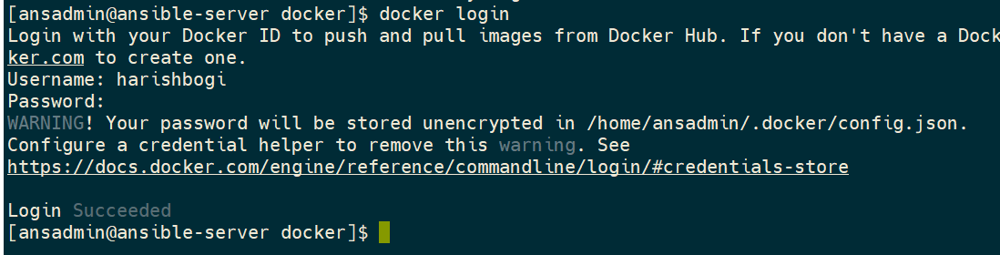 [ansadmin@ansible-server docker]$ docker login
Login with your Docker ID to push and pull images from Docker Hub. If you don't have a Dock
ker.com to create one.
Username: harishbogi
Password:
WARNING! Your password will be stored unencrypted in /home/ansadmin/.docker/config.json.
Configure a credential helper to remove this warning. See
https://docs.docker.com/engine/reference/commandline/login/#credentials-store
Login Succeeded
[ansadmin@ansible-server docker]$